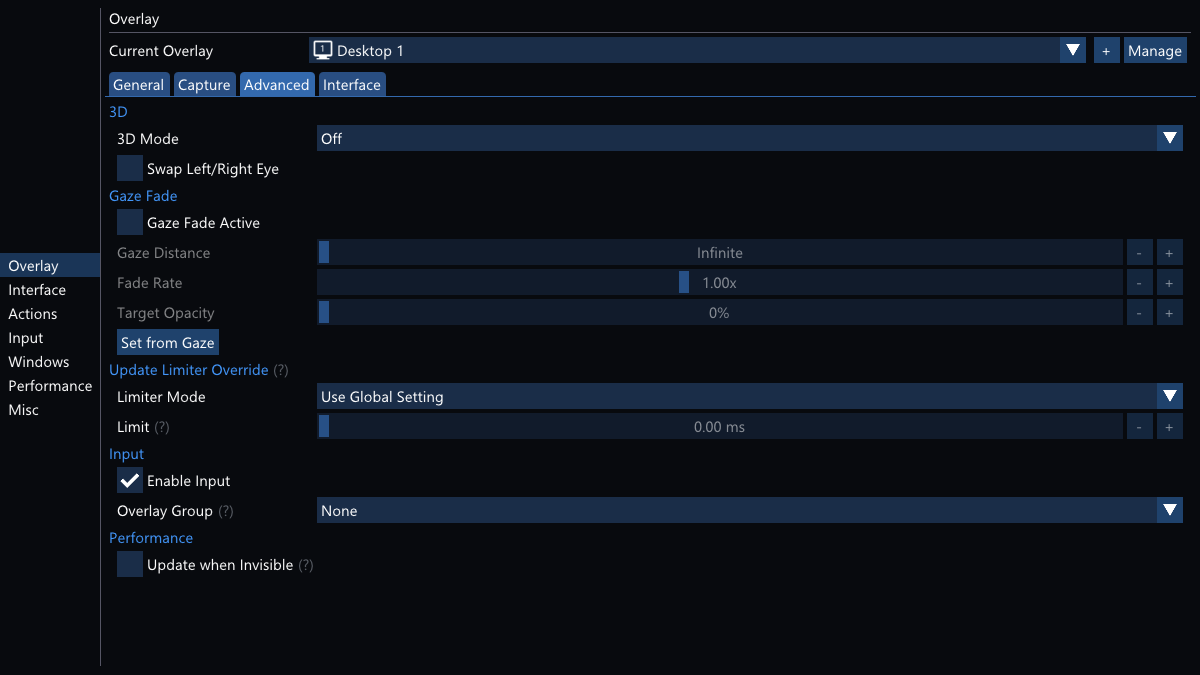 Overlay
Current Overlay 1 Desktop 1 + Manage
General Capture Advanced Interface
3D
3D Mode Off
Swap Left/Right Eye
Gaze Fade
Gaze Fade Active
Gaze Distance Infinite - +
Fade Rate 1.00x - +
Target Opacity 0% - +
Set from Gaze
Update Limiter Override (?)
Limiter Mode Use Global Setting
Limit (?) 0.00 ms - +
Input
Enable Input
Overlay Group (?) None
Performance
Update when Invisible (?)
Overlay
Interface
Actions
Input
Windows
Performance
Misc